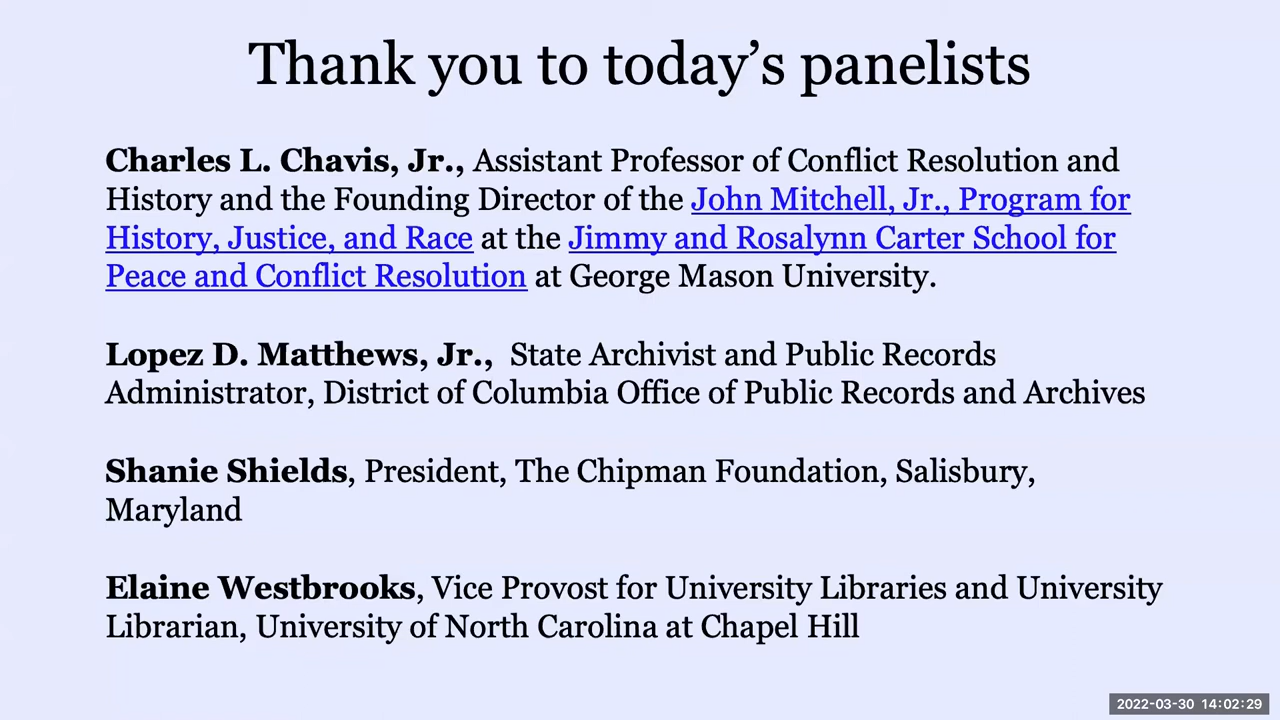 Thank you to today’s panelists
Charles L. Chavis, Jr., Assistant Professor of Conflict Resolution and
History and the Founding Director of the John Mitchell, Jr., Program for
History, Justice, and Race at the Jimmy and Rosalynn Carter School for
Peace and Conflict Resolution at George Mason University.
Lopez D. Matthews, Jr.,  State Archivist and Public Records
Administrator, District of Columbia Office of Public Records and Archives
Shanie Shields, President, The Chipman Foundation, Salisbury,
Maryland
Elaine Westbrooks, Vice Provost for University Libraries and University
Librarian, University of North Carolina at Chapel Hill
2022-03-30 14:02:29